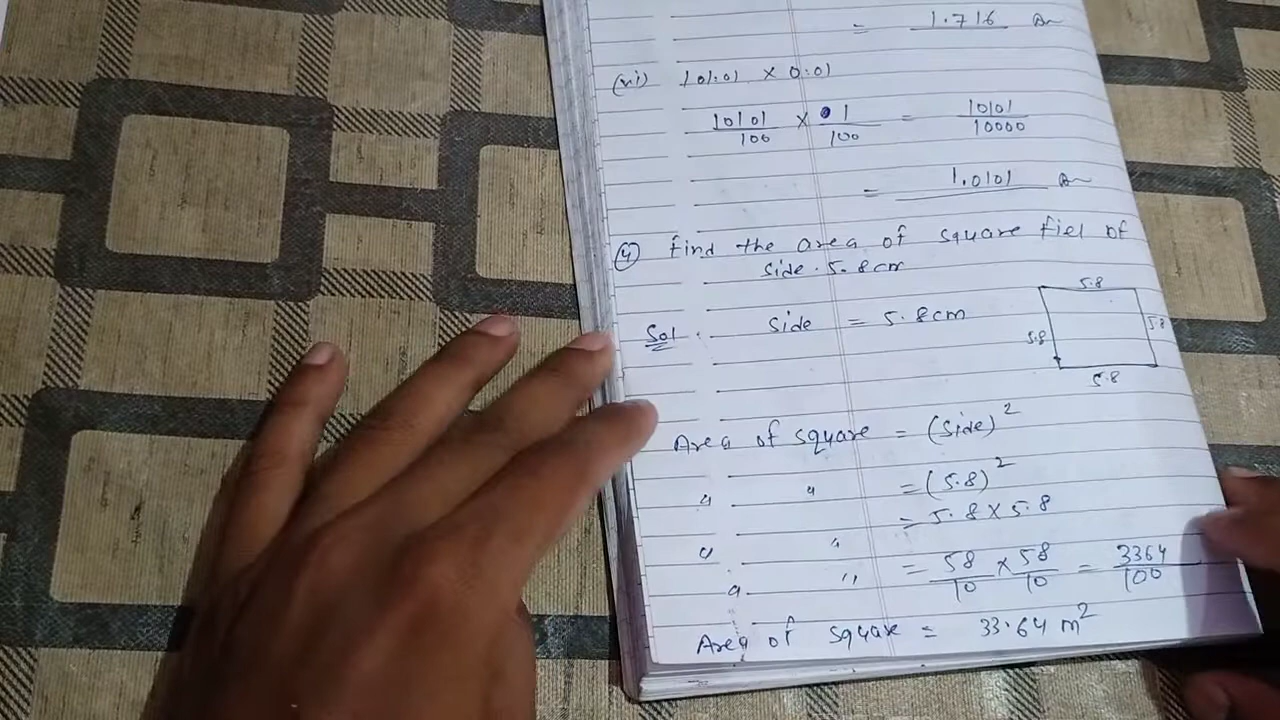 = 1.716 Ans
(vi) 101.01 × 0.01
10101/100 × 01/100 = 10101/10000
= 1.0101 Ans
(4) Find the area of square fiel of
side. 5.8cm
Sol. Side = 5.8cm
5.8
5.8
5.8
5.8
Area of square = (side)²
" " = (5.8)²
= 5.8 × 5.8
" "
" " = 58/10 × 58/10 = 3364/100
Area of square = 33.64 m²